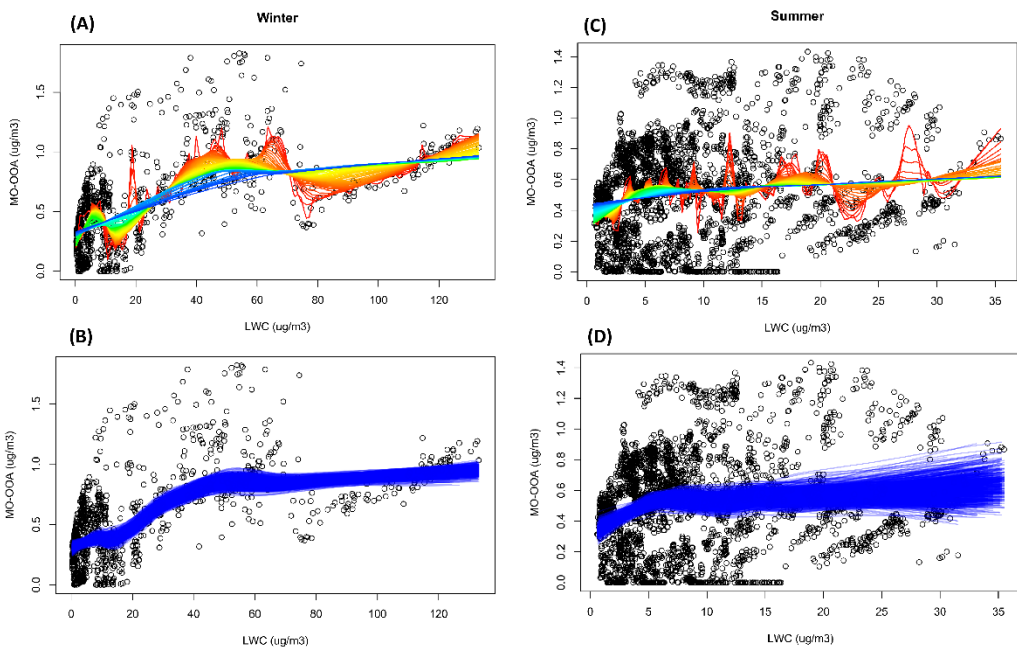 (A)
Winter
MO-OOA (ug/m3)
1.5
1.0
0.5
0.0
0 20 40 60 80 100 120
LWC (ug/m3)
(B)
MO-OOA (ug/m3)
1.5
1.0
0.5
0.0
0 20 40 60 80 100 120
LWC (ug/m3)
(C)
Summer
MO-OOA (ug/m3)
1.4
1.2
1.0
0.8
0.6
0.4
0.2
0.0
0 5 10 15 20 25 30 35
LWC (ug/m3)
(D)
MO-OOA (ug/m3)
1.4
1.2
1.0
0.8
0.6
0.4
0.2
0.0
0 5 10 15 20 25 30 35
LWC (ug/m3)